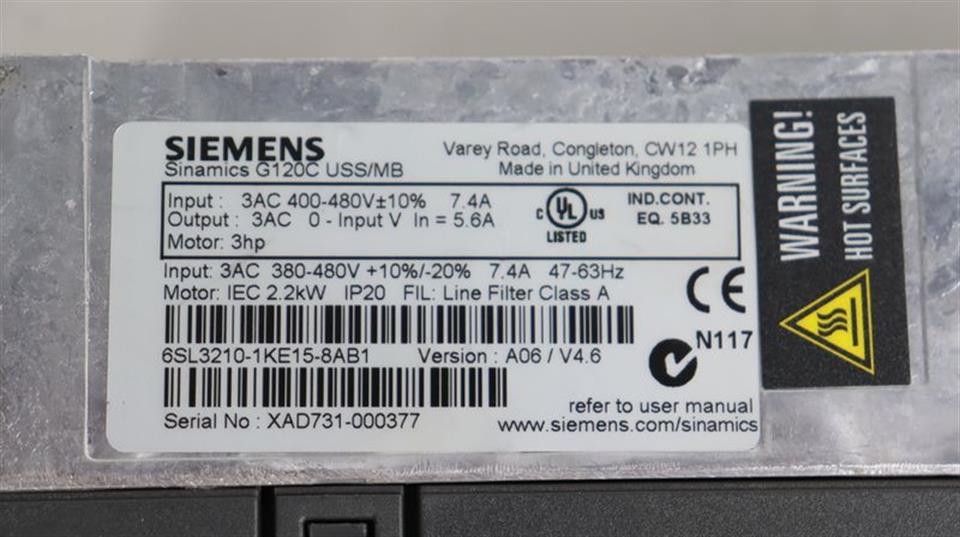 SIEMENS
Sinamics G120C USS/MB
Varey Road, Congleton, CW12 1PH
Made in United Kingdom
Input : 3AC 400-480V±10% 7.4A
Output : 3AC 0 - Input V In = 5.6A
Motor: 3hp
C UL US
LISTED
IND.CONT.
EQ. 5B33
Input: 3AC 380-480V +10%/-20% 7.4A 47-63Hz
Motor: IEC 2.2kW IP20 FIL: Line Filter Class A
CE
6SL3210-1KE15-8AB1 Version : A06 / V4.6
N117
Serial No : XAD731-000377
refer to user manual
www.siemens.com/sinamics
WARNING!
HOT SURFACES